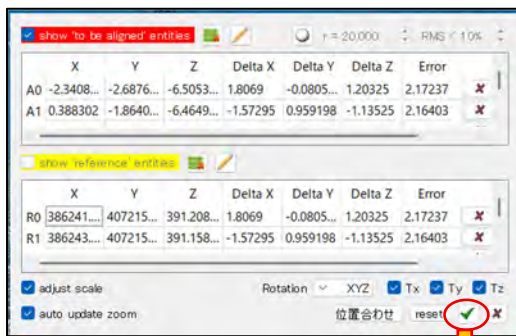 show 'to be aligned' entities r = 20.000 RMS < 10%
X Y Z Delta X Delta Y Delta Z Error
A0 -2.3408... -2.6876... -6.5053... 1.8069 -0.0805... 1.20325 2.17237
A1 0.388302 -1.8640... -6.4649... -1.57295 0.959198 -1.13525 2.16403
show 'reference' entities
X Y Z Delta X Delta Y Delta Z Error
R0 386241.... 407215... 391.208... 1.8069 -0.0805... 1.20325 2.17237
R1 386243.... 407215... 391.158... -1.57295 0.959198 -1.13525 2.16403
adjust scale Rotation XYZ Tx Ty Tz
auto update zoom 位置合わせ reset